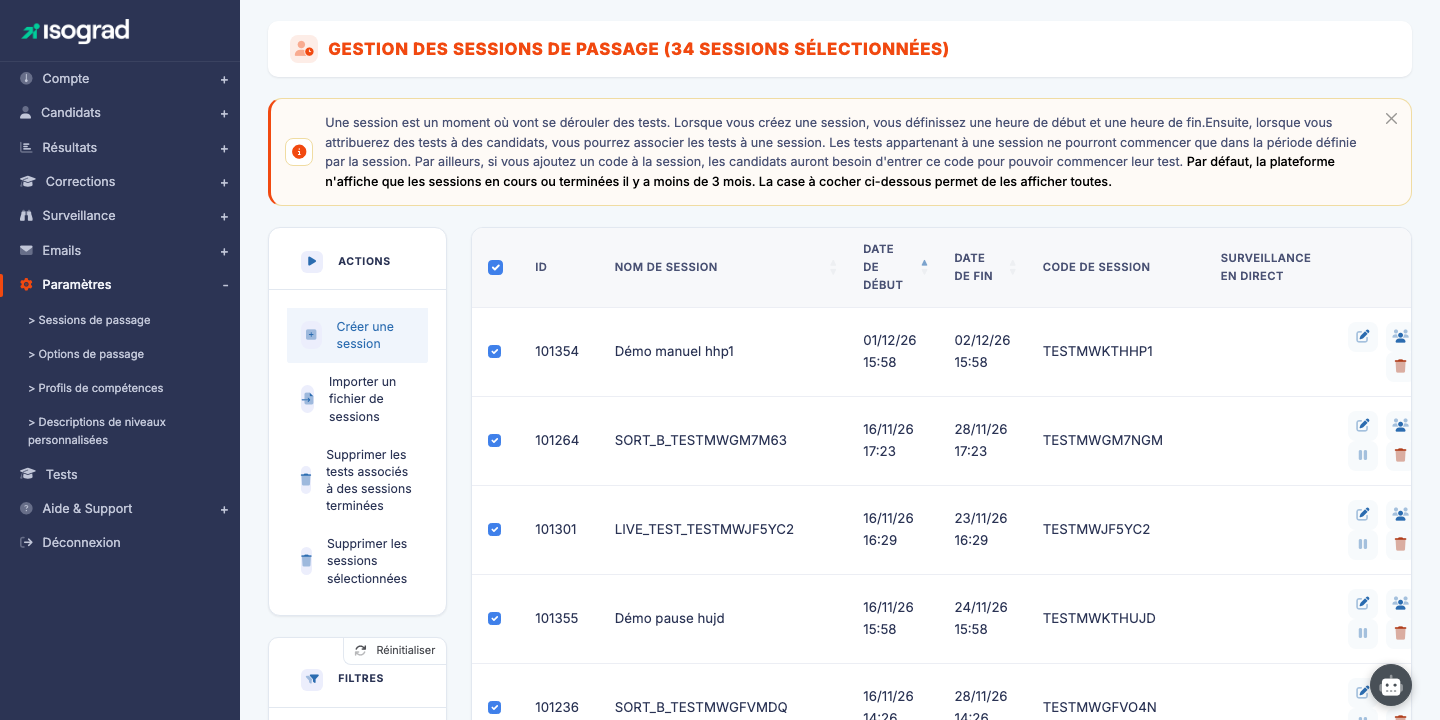 isograd
Compte +
Candidats +
Résultats +
Corrections +
Surveillance +
Emails +
Paramètres -
> Sessions de passage
> Options de passage
> Profils de compétences
> Descriptions de niveaux
personnalisées
Tests
Aide & Support +
Déconnexion
GESTION DES SESSIONS DE PASSAGE (34 SESSIONS SÉLECTIONNÉES)
Une session est un moment où vont se dérouler des tests. Lorsque vous créez une session, vous définissez une heure de début et une heure de fin.Ensuite, lorsque vous
attribuerez des tests à des candidats, vous pourrez associer les tests à une session. Les tests appartenant à une session ne pourront commencer que dans la période définie
par la session. Par ailleurs, si vous ajoutez un code à la session, les candidats auront besoin d'entrer ce code pour pouvoir commencer leur test. Par défaut, la plateforme
n'affiche que les sessions en cours ou terminées il y a moins de 3 mois. La case à cocher ci-dessous permet de les afficher toutes.
ACTIONS
Créer une
session
Importer un
fichier de
sessions
Supprimer les
tests associés
à des sessions
terminées
Supprimer les
sessions
sélectionnées
Réinitialiser
FILTRES
ID
NOM DE SESSION
DATE
DE
DÉBUT
DATE
DE FIN
CODE DE SESSION
SURVEILLANCE
EN DIRECT
101354
Démo manuel hhp1
01/12/26
15:58
02/12/26
15:58
TESTMWKTHHP1
101264
SORT_B_TESTMWGM7M63
16/11/26
17:23
28/11/26
17:23
TESTMWGM7NGM
101301
LIVE_TEST_TESTMWJF5YC2
16/11/26
16:29
23/11/26
16:29
TESTMWJF5YC2
101355
Démo pause hujd
16/11/26
15:58
24/11/26
15:58
TESTMWKTHUJD
101236
SORT_B_TESTMWGFVMDQ
16/11/26
14:26
28/11/26
14:26
TESTMWGFVO4N